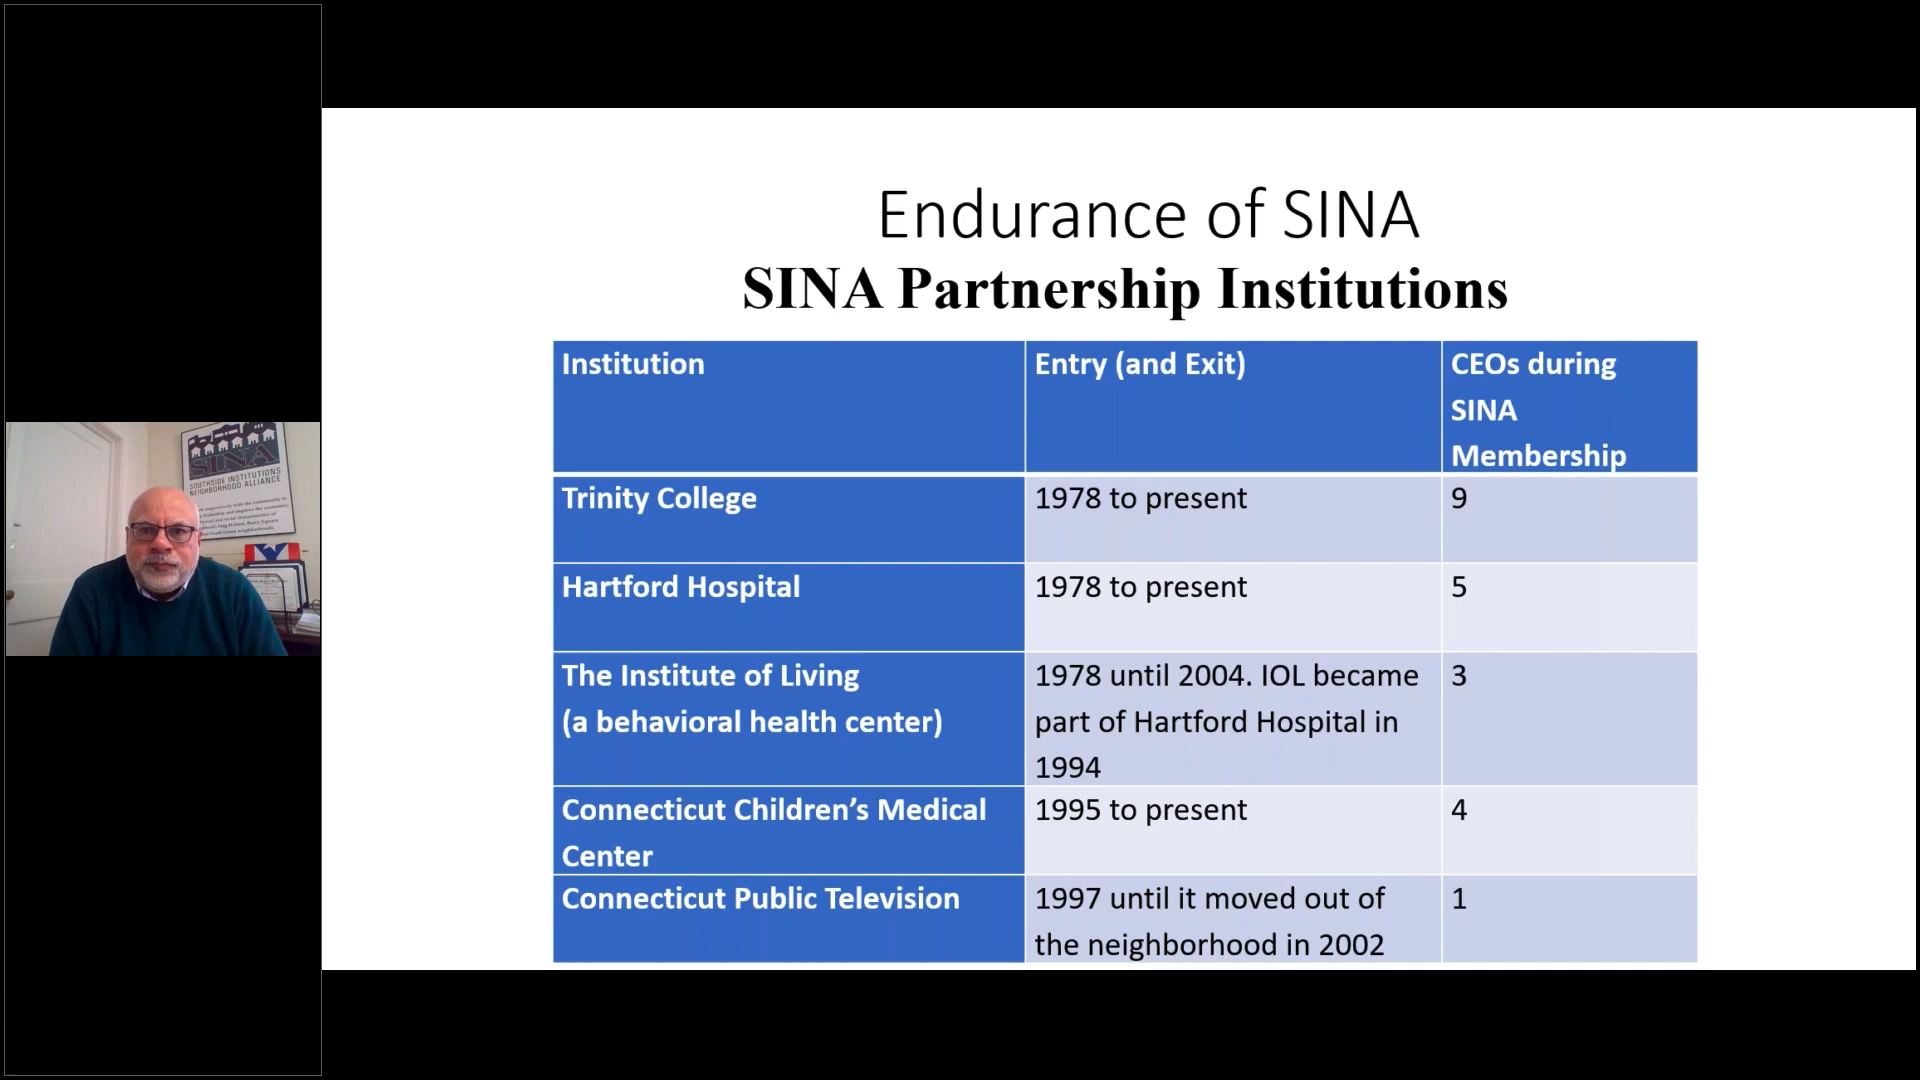 Endurance of SINA
SINA Partnership Institutions
Institution
Entry (and Exit)
CEOs during
SINA
Membership
Trinity College
1978 to present
9
Hartford Hospital
1978 to present
5
The Institute of Living
(a behavioral health center)
1978 until 2004. IOL became
part of Hartford Hospital in
1994
3
Connecticut Children’s Medical
Center
1995 to present
4
Connecticut Public Television
1997 until it moved out of
the neighborhood in 2002
1
SINA
SOUTHSIDE INSTITUTIONS
NEIGHBORHOOD ALLIANCE